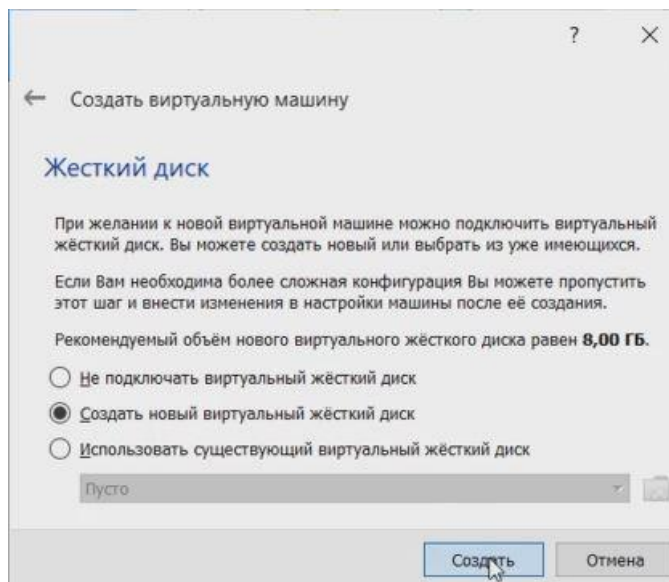 ?
Создать виртуальную машину
Жесткий диск
При желании к новой виртуальной машине можно подключить виртуальный
жёсткий диск. Вы можете создать новый или выбрать из уже имеющихся.
Если Вам необходима более сложная конфигурация Вы можете пропустить
этот шаг и внести изменения в настройки машины после её создания.
Рекомендуемый объём нового виртуального жёсткого диска равен 8,00 ГБ.
Не подключать виртуальный жёсткий диск
Создать новый виртуальный жёсткий диск
Использовать существующий виртуальный жёсткий диск
Пусто
Создать Отмена